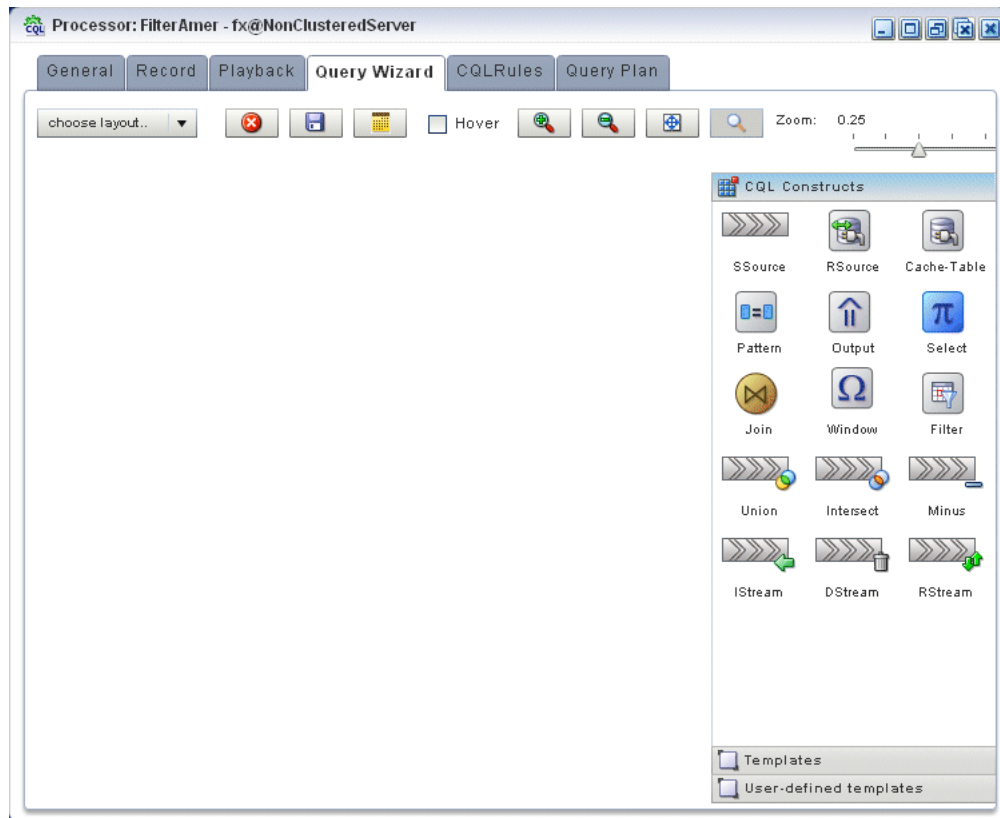 CQL Processor: FilterAmer - fx@NonClusteredServer
General Record Playback Query Wizard CQLRules Query Plan
choose layout.. Hover Zoom: 0.25
CQL Constructs
SSource RSource Cache-Table
Pattern Output Select
Join Window Filter
Union Intersect Minus
IStream DStream RStream
Templates
User-defined templates